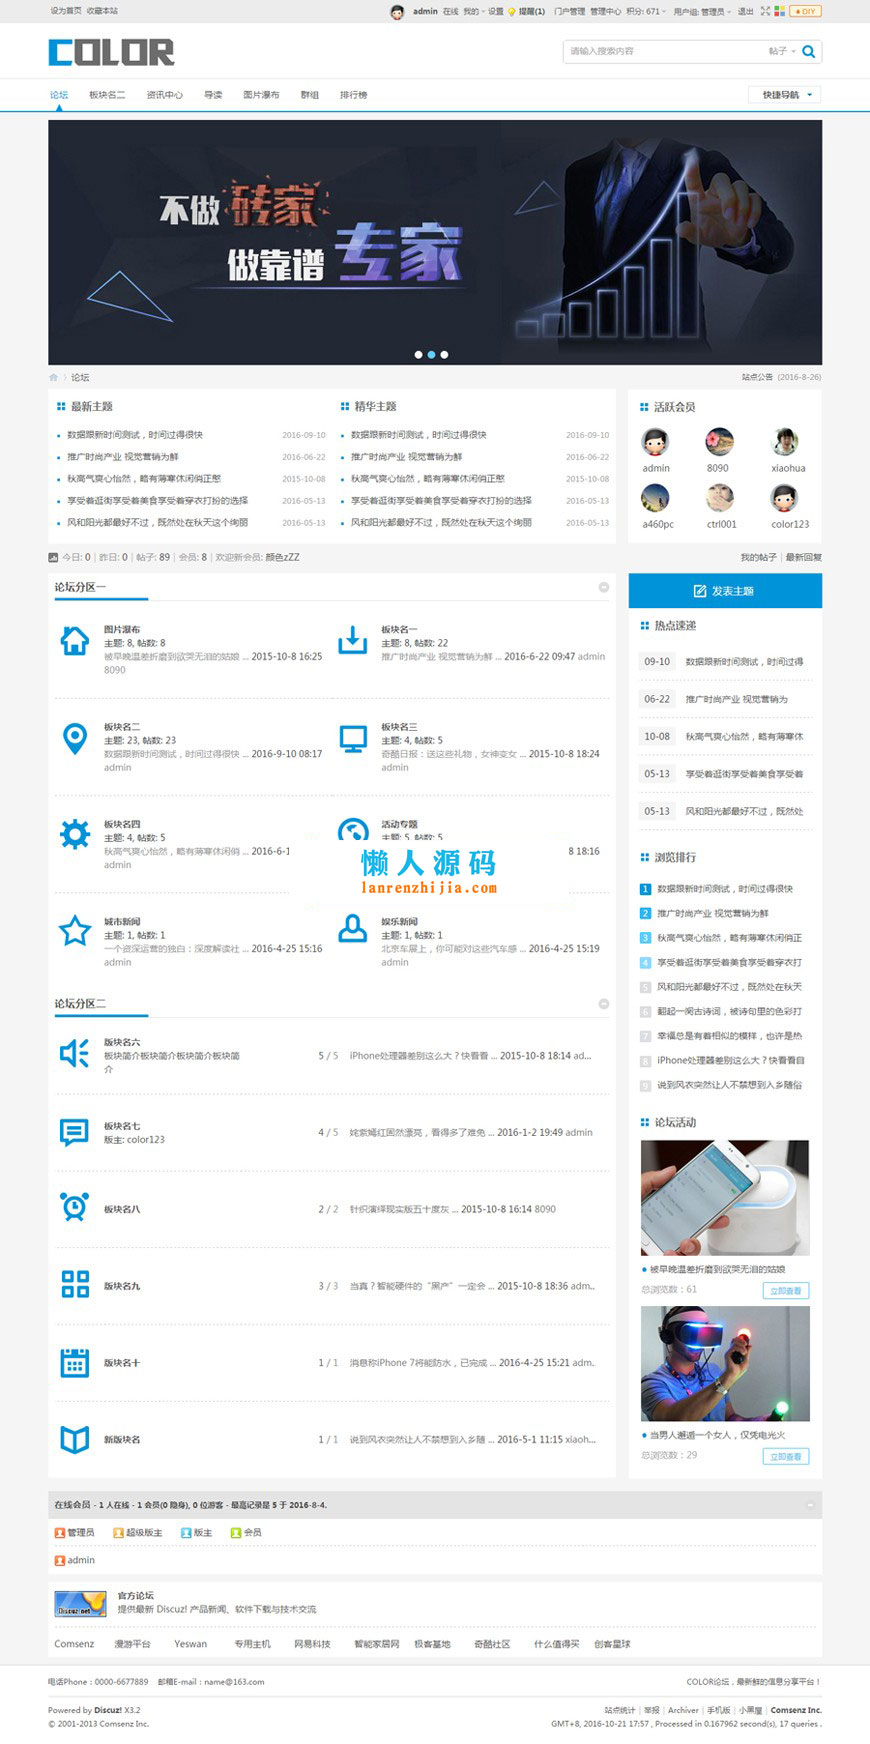 设为首页 收藏本站
admin 在线 我的 设置 提醒(1) 门户管理 管理中心 积分: 671 用户组: 管理员 退出 DIY
COLOR
请输入搜索内容 帖子
论坛 板块名二 资讯中心 导读 图片瀑布 群组 排行榜 快捷导航
不做砖家
做靠谱专家
论坛 站点公告 (2016-8-26)
最新主题
数据跟新时间测试，时间过得很快 2016-09-10
推广时尚产业 视觉营销为鲜 2016-06-22
秋高气爽心怡然，略有薄寒休闲俏正憨 2015-10-08
享受着逛街享受着美食享受着穿衣打扮的选择 2016-05-13
风和阳光都最好不过，既然处在秋天这个绚丽 2016-05-13
精华主题
数据跟新时间测试，时间过得很快 2016-09-10
推广时尚产业 视觉营销为鲜 2016-06-22
秋高气爽心怡然，略有薄寒休闲俏正憨 2015-10-08
享受着逛街享受着美食享受着穿衣打扮的选择 2016-05-13
风和阳光都最好不过，既然处在秋天这个绚丽 2016-05-13
活跃会员
admin 8090 xiaohua
a460pc ctrl001 color123
今日: 0 | 昨日: 0 | 帖子: 89 | 会员: 8 | 欢迎新会员: 颜色zZZ
我的帖子 | 最新回复
论坛分区一
图片瀑布
主题: 8, 帖数: 8
被早晚温差折磨到欲哭无泪的姑娘 ... 2015-10-8 16:25
8090
板块名一
主题: 8, 帖数: 22
推广时尚产业 视觉营销为鲜 ... 2016-6-22 09:47 admin
板块名二
主题: 23, 帖数: 23
数据跟新时间测试，时间过得很快 ... 2016-9-10 08:17
admin
板块名三
主题: 4, 帖数: 5
奇酷日报：送这些礼物，女神变女 ... 2015-10-8 18:24
admin
板块名四
主题: 4, 帖数: 5
秋高气爽心怡然，略有薄寒休闲俏 ... 2016-6-1
admin
活动专题
主题: 5, 帖数: 5
8 18:16
懒人源码
lanrenzhijia.com
城市新闻
主题: 1, 帖数: 1
一个资深运营的独白：深度解读社 ... 2016-4-25 15:16
admin
娱乐新闻
主题: 1, 帖数: 1
北京车展上，你可能对这些汽车感 ... 2016-4-25 15:19
admin
论坛分区二
版块名六
板块简介板块简介板块简介板块简
介
5 / 5 iPhone处理器差别这么大？快看看 ... 2015-10-8 18:14 ad...
板块名七
版主: color123
4 / 5 姹紫嫣红固然漂亮，看得多了难免 ... 2016-1-2 19:49 admin
板块名八
2 / 2 针织演绎现实版五十度灰 ... 2015-10-8 16:14 8090
版块名九
3 / 3 当真？智能硬件的“黑产”一定会 ... 2015-10-8 18:36 adm..
版块名十
1 / 1 消息称iPhone 7将能防水，已完成 ... 2016-4-25 15:21 adm..
新版块名
1 / 1 说到风衣突然让人不禁想到入乡随 ... 2016-5-1 11:15 xiaoh...
发表主题
热点速递
09-10 数据跟新时间测试，时间过得
06-22 推广时尚产业 视觉营销为
10-08 秋高气爽心怡然，略有薄寒休
05-13 享受着逛街享受着美食享受着
05-13 风和阳光都最好不过，既然处
浏览排行
1 数据跟新时间测试，时间过得很快
2 推广时尚产业 视觉营销为鲜
3 秋高气爽心怡然，略有薄寒休闲俏正
4 享受着逛街享受着美食享受着穿衣打
5 风和阳光都最好不过，既然处在秋天
6 翻起一阕古诗词，被诗句里的色彩打
7 幸福总是有着相似的模样，也许是热
8 iPhone处理器差别这么大？快看看自
9 说到风衣突然让人不禁想到入乡随俗
论坛活动
被早晚温差折磨到欲哭无泪的姑娘
总浏览数：61 立即查看
当男人邂逅一个女人，仅凭电光火
总浏览数：29 立即查看
在线会员 - 1 人在线 - 1 会员(0 隐身), 0 位游客 - 最高记录是 5 于 2016-8-4.
管理员 超级版主 版主 会员
admin
Discuz!.net
官方论坛
提供最新 Discuz! 产品新闻、软件下载与技术交流
Comsenz 漫游平台 Yeswan 专用主机 网易科技 智能家居网 极客基地 奇酷社区 什么值得买 创客星球
电话Phone：0000-6677889 邮箱E-mail：name@163.com
COLOR论坛，最新鲜的信息分享平台！
Powered by Discuz! X3.2
© 2001-2013 Comsenz Inc.
站点统计 | 举报 | Archiver | 手机版 | 小黑屋 | Comsenz Inc.
GMT+8, 2016-10-21 17:57 , Processed in 0.167962 second(s), 17 queries .